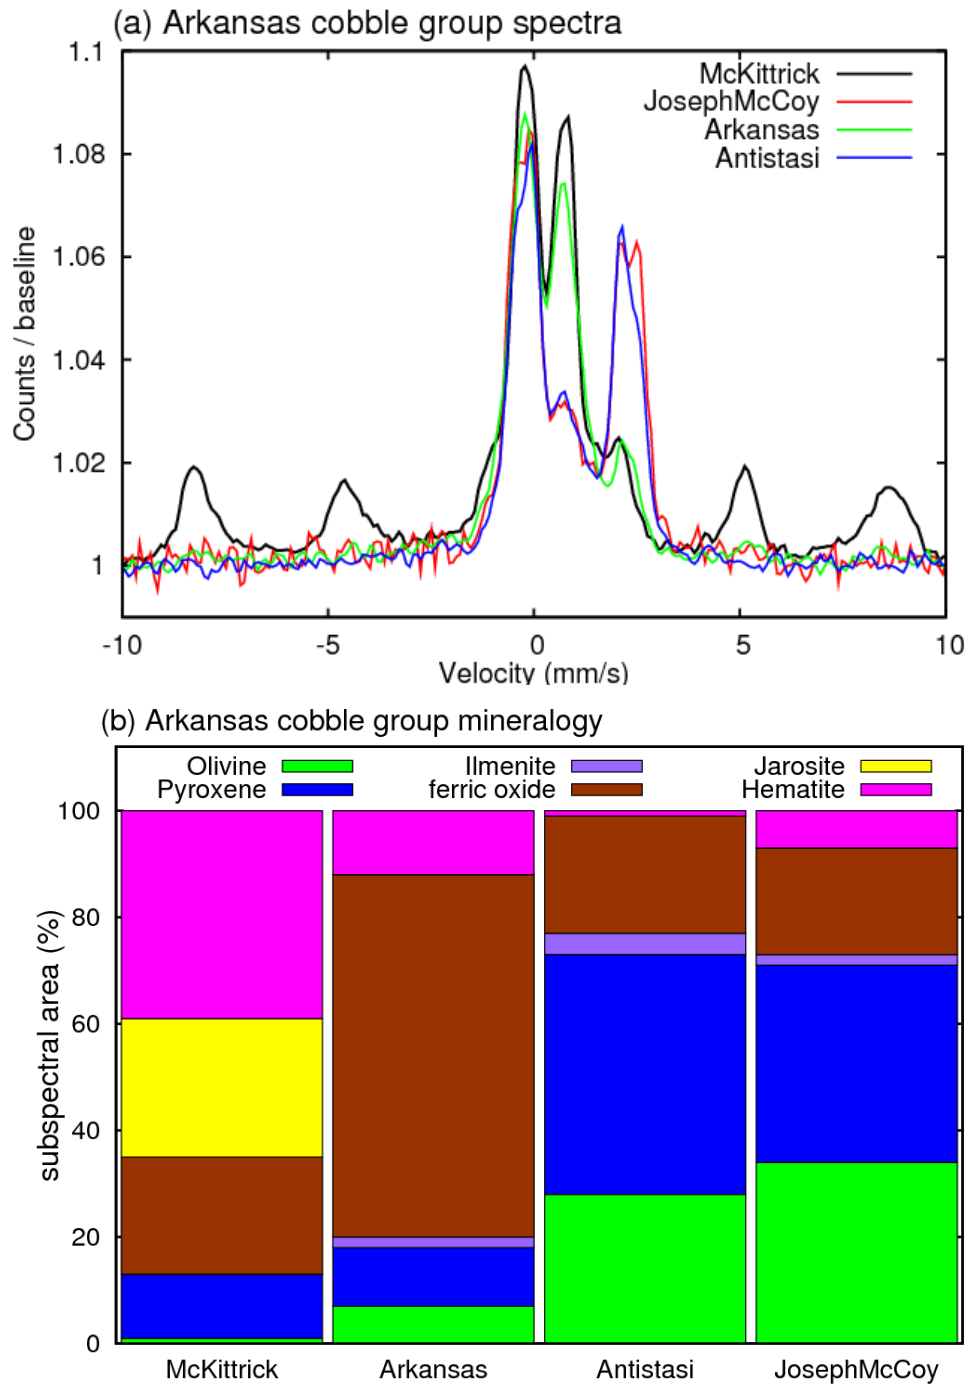 (a) Arkansas cobble group spectra
1.1
1.08
1.06
1.04
1.02
1
Counts / baseline
McKittrick
JosephMcCoy
Arkansas
Antistasi
-10 -5 0 5 10
Velocity (mm/s)
(b) Arkansas cobble group mineralogy
Olivine Ilmenite Jarosite
Pyroxene ferric oxide Hematite
100
80
60
40
20
0
subspectral area (%)
McKittrick Arkansas Antistasi JosephMcCoy